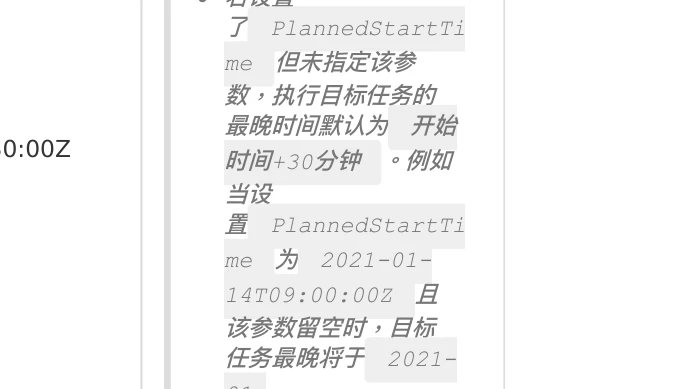 若设置
了 PlannedStartTi
me 但未指定该参
数，执行目标任务的
最晚时间默认为 开始
时间+30分钟 。例如
当设
置 PlannedStartTi
me 为 2021-01-
14T09:00:00Z 且
该参数留空时，目标
任务最晚将于 2021-
0:00Z